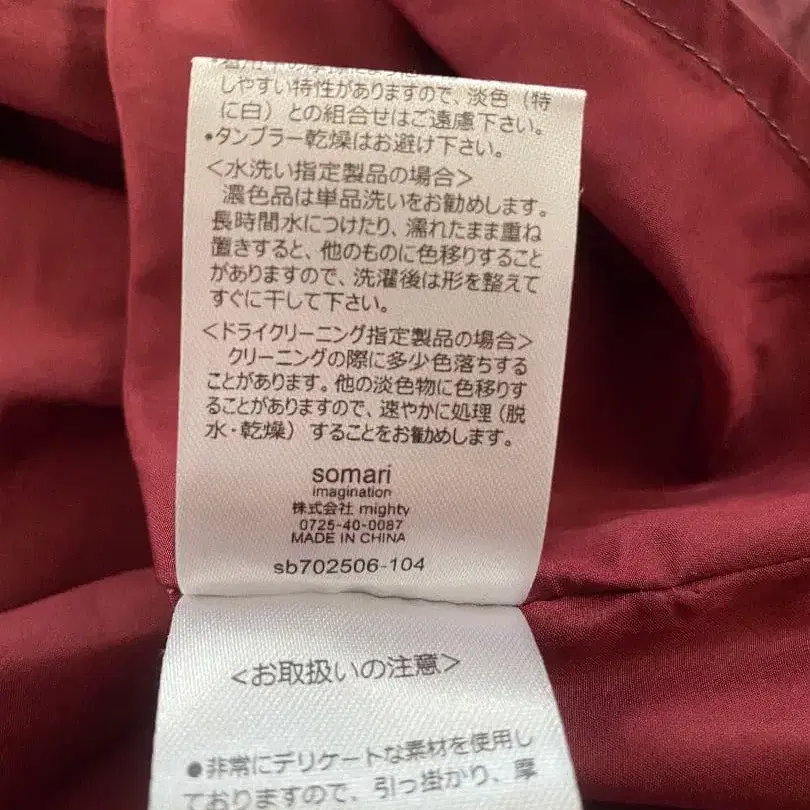 しやすい特性がありますので、淡色（特
に白）との組合せはご遠慮下さい。
•タンブラー乾燥はお避け下さい。
＜水洗い指定製品の場合＞
濃色品は単品洗いをお勧めします。
長時間水につけたり、濡れたまま重ね
置きすると、他のものに色移りすること
がありますので、洗濯後は形を整えて
すぐに干して下さい。
＜ドライクリーニング指定製品の場合＞
クリーニングの際に多少色落ちする
ことがあります。他の淡色物に色移りす
ることがありますので、速やかに処理（脱
水・乾燥）することをお勧めします。
somari
imagination
株式会社 mighty
0725-40-0087
MADE IN CHINA
sb702506-104
＜お取扱いの注意＞
●非常にデリケートな素材を使用し
ておりますので、引っ掛かり、摩